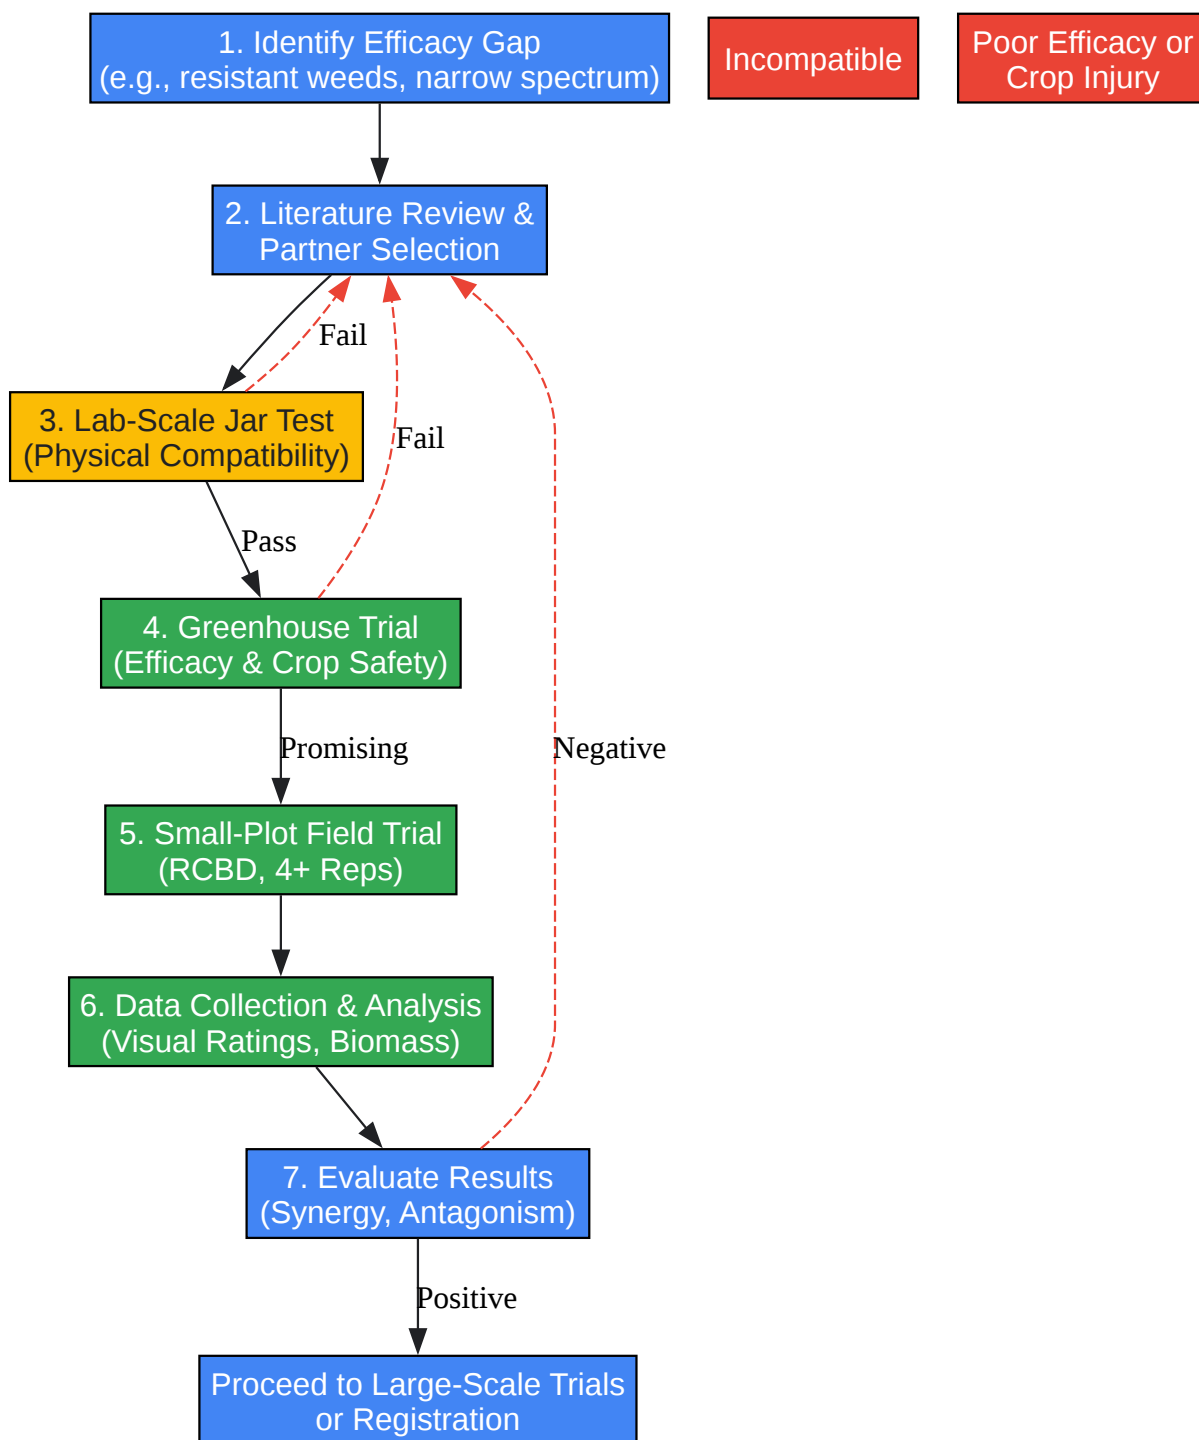 1. Identify Efficacy Gap
(e.g., resistant weeds, narrow spectrum)
Incompatible
Poor Efficacy or
Crop Injury
2. Literature Review &
Partner Selection
Fail
3. Lab-Scale Jar Test
(Physical Compatibility)
Fail
Pass
4. Greenhouse Trial
(Efficacy & Crop Safety)
Promising
Negative
5. Small-Plot Field Trial
(RCBD, 4+ Reps)
6. Data Collection & Analysis
(Visual Ratings, Biomass)
7. Evaluate Results
(Synergy, Antagonism)
Positive
Proceed to Large-Scale Trials
or Registration